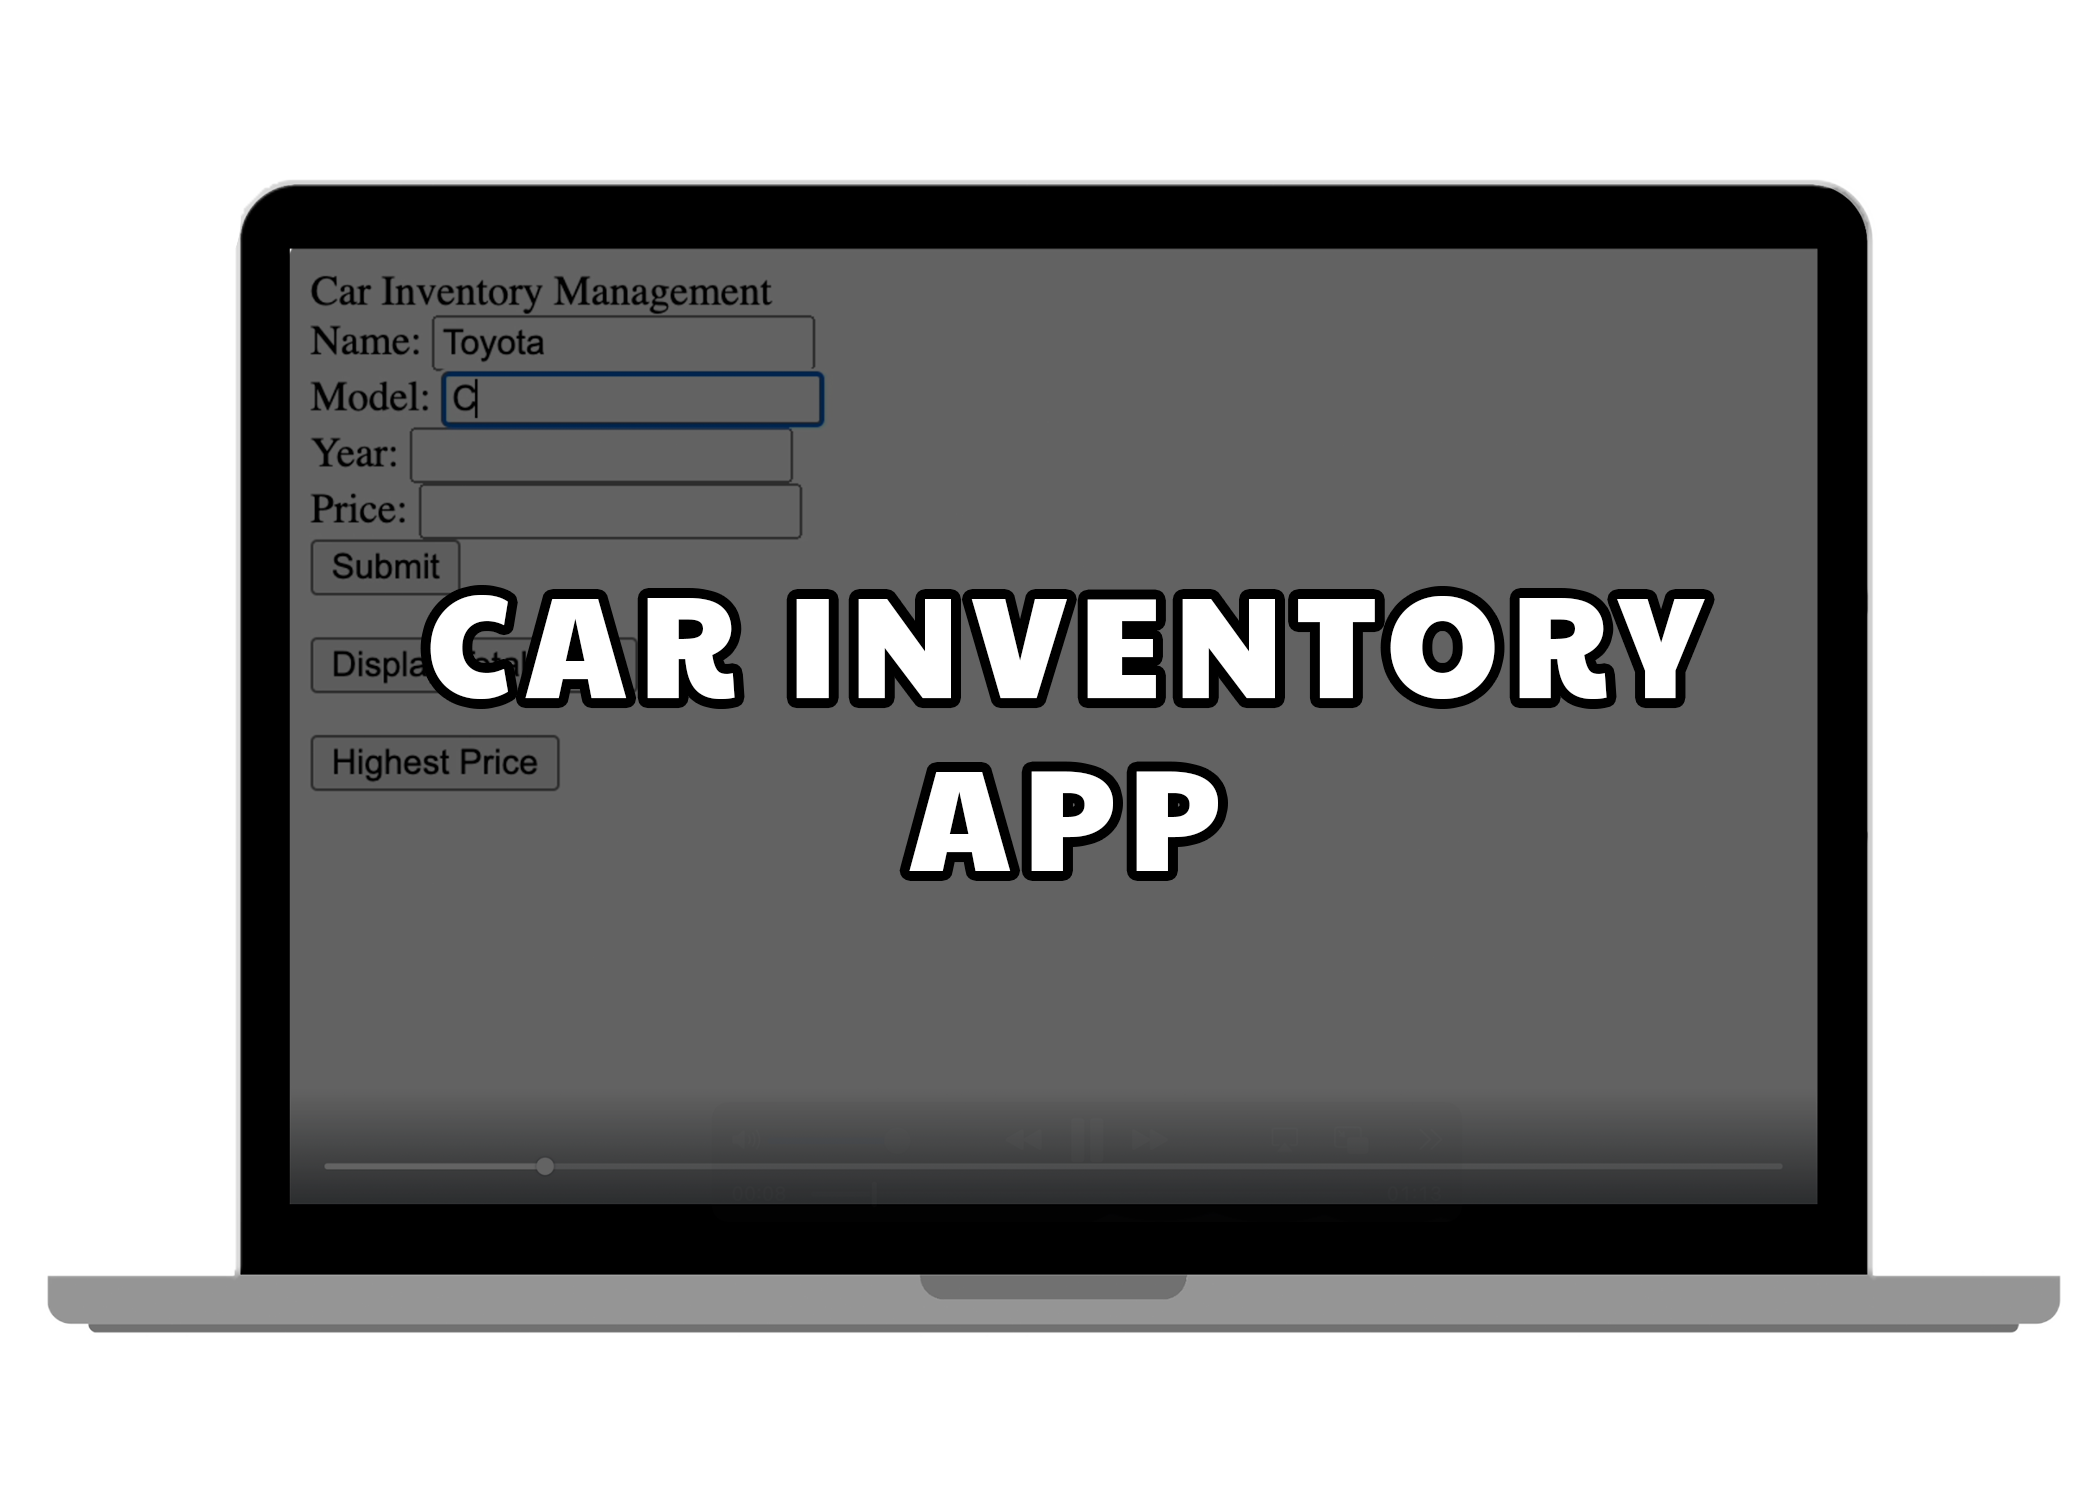 Car Inventory Management
Name: Toyota
Model: C
Year:
Price:
Submit
CAR INVENTORY
Highest Price
APP